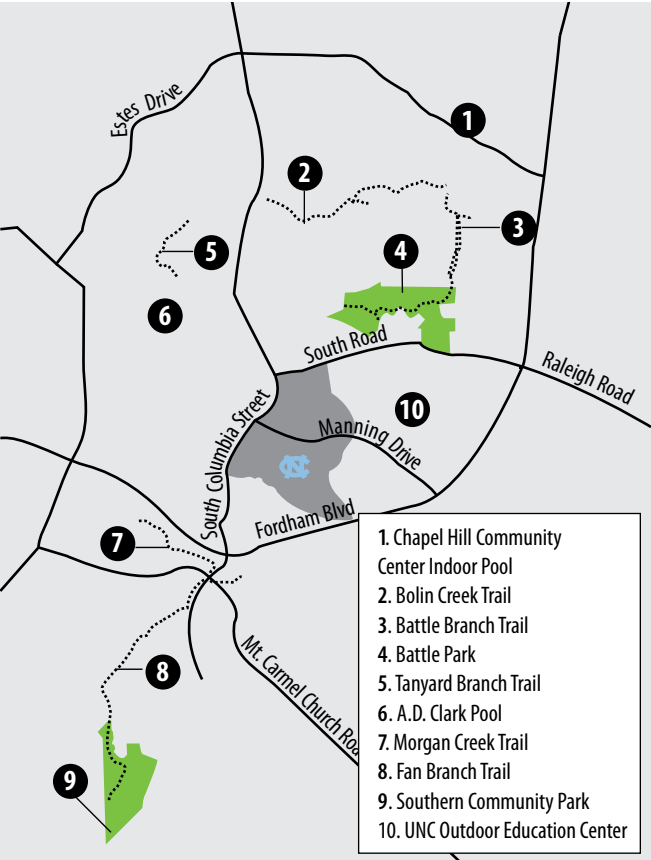 Estes Drive
1
2
3
5
4
6
South Road
Raleigh Road
10
South Columbia Street
Manning Drive
NC
Fordham Blvd
7
8
Mt. Carmel Church Roa
9
1. Chapel Hill Community
Center Indoor Pool
2. Bolin Creek Trail
3. Battle Branch Trail
4. Battle Park
5. Tanyard Branch Trail
6. A.D. Clark Pool
7. Morgan Creek Trail
8. Fan Branch Trail
9. Southern Community Park
10. UNC Outdoor Education Center